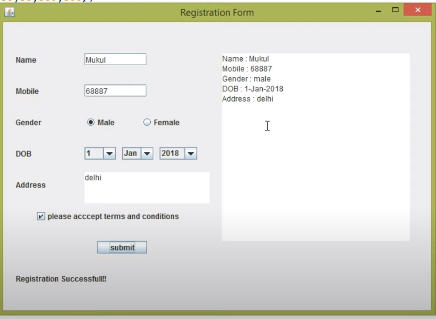 Registration Form
Name Mukul
Mobile 68887
Gender Male Female
DOB 1 Jan 2018
Address delhi
please acccept terms and conditions
submit
Registration Successfull!!
Name : Mukul
Mobile : 68887
Gender : male
DOB : 1-Jan-2018
Address : delhi